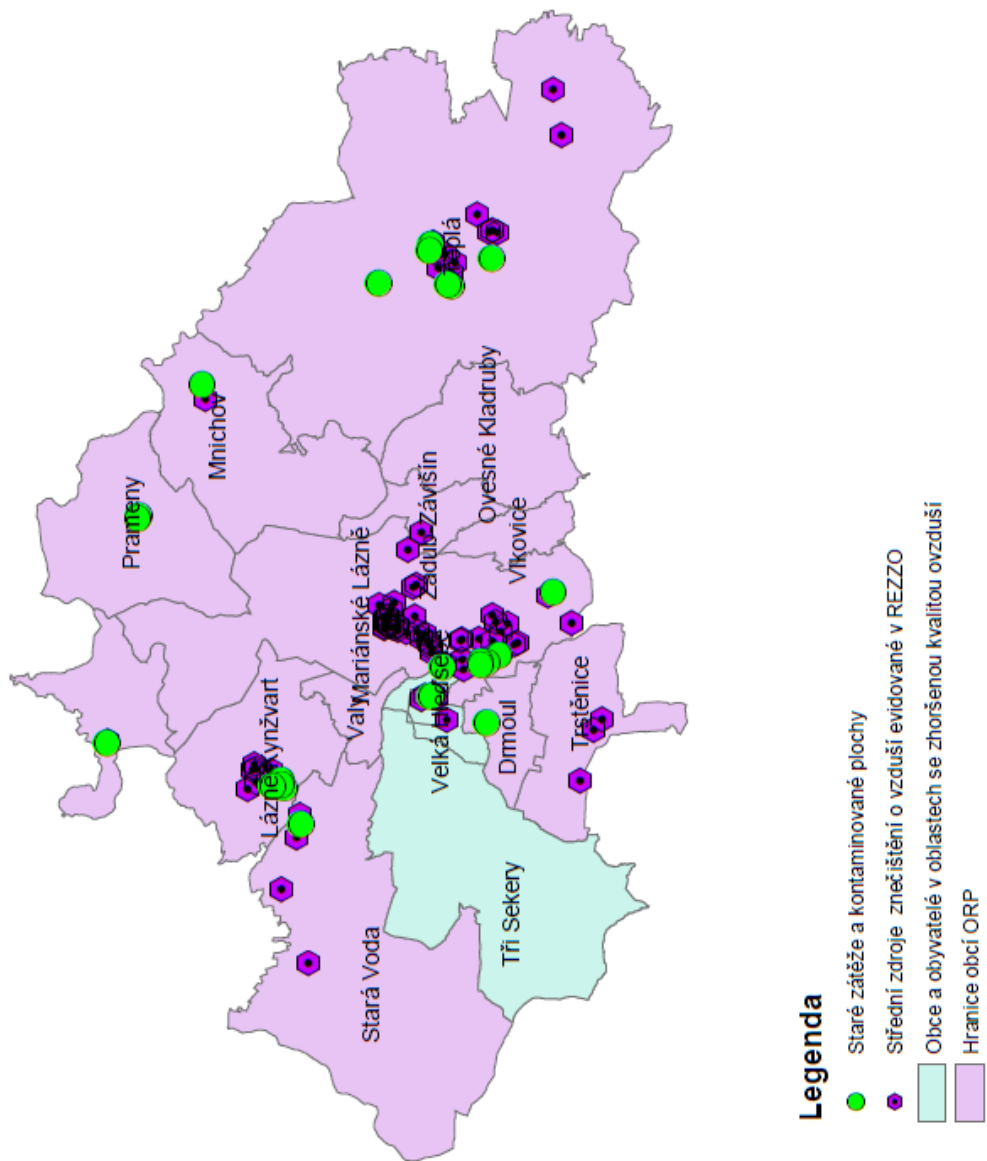 Prameny
Mnichov
Teplá
Lázně Kynžvart
Mariánské Lázně
Valy
Zádub-Závišín
Ovesné Kladruby
Vlkovice
Velká Hleďsebe
Drmoul
Trstěnice
Stará Voda
Tři Sekery
Legenda
Staré zátěže a kontaminované plochy
Střední zdroje znečištění o vzduší evidované v REZZO
Obce a obyvatelé v oblastech se zhoršenou kvalitou ovzduší
Hranice obcí ORP